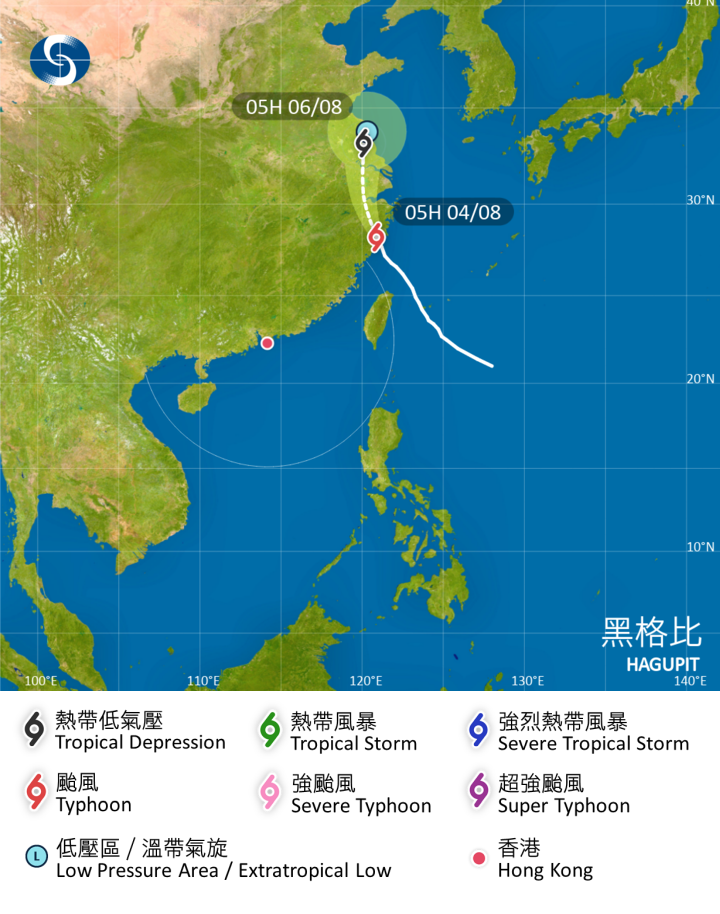 40°N
05H 06/08
05H 04/08
30°N
20°N
10°N
黑格比
HAGUPIT
100°E
110°E
120°E
130°E
140°E
熱帶低氣壓
Tropical Depression
熱帶風暴
Tropical Storm
強烈熱帶風暴
Severe Tropical Storm
颱風
Typhoon
強颱風
Severe Typhoon
超強颱風
Super Typhoon
L
低壓區 / 溫帶氣旋
Low Pressure Area / Extratropical Low
香港
Hong Kong